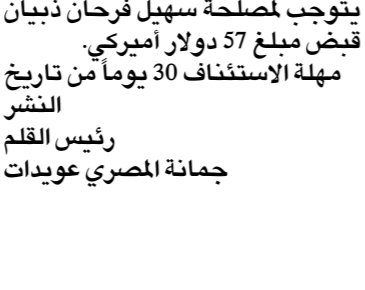 يتوجب لمصلحة سهيل فرحان ذبيان
قبض مبلغ 57 دولار أميركي.
مهلة الاستئناف 30 يوماً من تاريخ
النشر
رئيس القلم
جمانة المصري عويدات